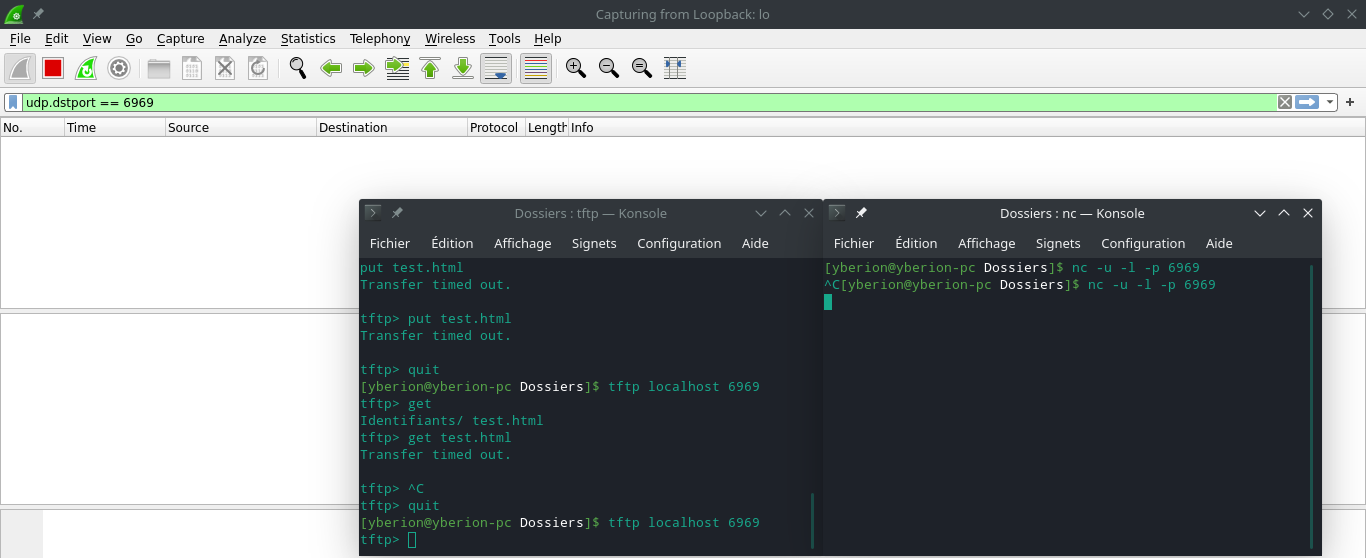 Capturing from Loopback: lo
File Edit View Go Capture Analyze Statistics Telephony Wireless Tools Help
udp.dstport == 6969
No. Time Source Destination Protocol Length Info
Dossiers : tftp — Konsole
Fichier Édition Affichage Signets Configuration Aide
put test.html
Transfer timed out.
tftp> put test.html
Transfer timed out.
tftp> quit
[yberion@yberion-pc Dossiers]$ tftp localhost 6969
tftp> get
Identifiants/ test.html
tftp> get test.html
Transfer timed out.
tftp> ^C
tftp> quit
[yberion@yberion-pc Dossiers]$ tftp localhost 6969
tftp>
Dossiers : nc — Konsole
Fichier Édition Affichage Signets Configuration Aide
[yberion@yberion-pc Dossiers]$ nc -u -l -p 6969
^C[yberion@yberion-pc Dossiers]$ nc -u -l -p 6969